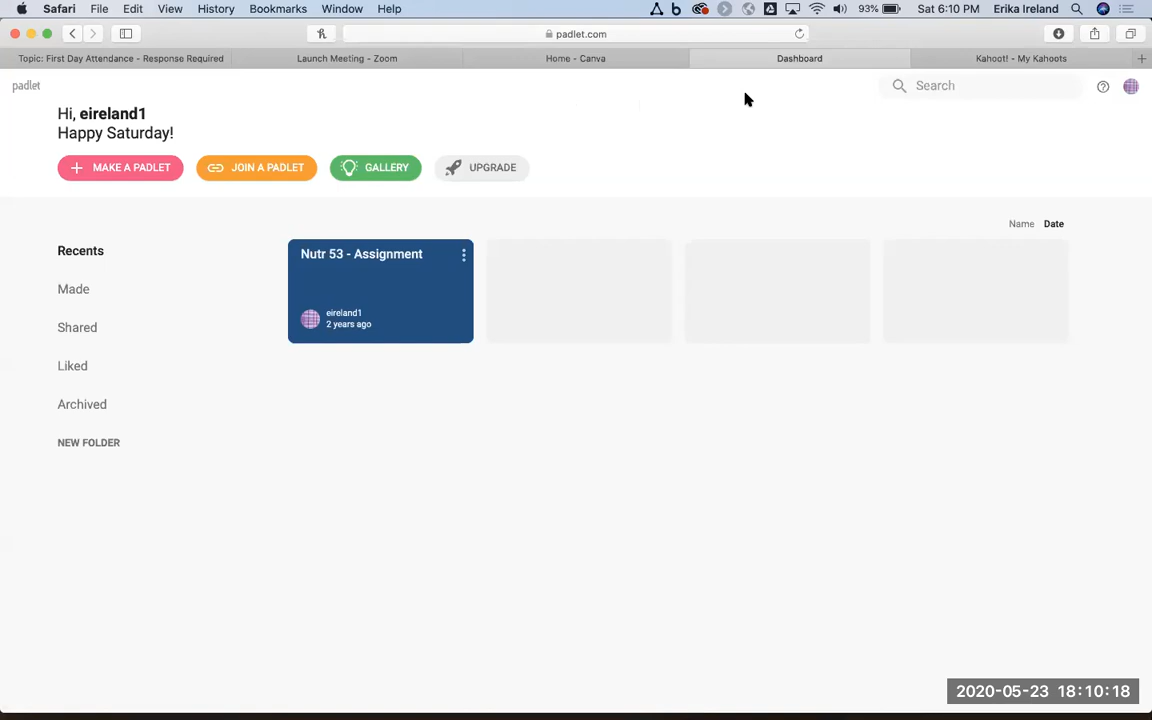 Safari File Edit View History Bookmarks Window Help 93% Sat 6:10 PM Erika Ireland
padlet.com
Topic: First Day Attendance - Response Required Launch Meeting - Zoom Home - Canva Dashboard Kahoot! - My Kahoots
padlet Search
Hi, eireland1
Happy Saturday!
MAKE A PADLET JOIN A PADLET GALLERY UPGRADE
Name Date
Recents
Made
Shared
Liked
Archived
NEW FOLDER
Nutr 53 - Assignment
eireland1
2 years ago
2020-05-23 18:10:18